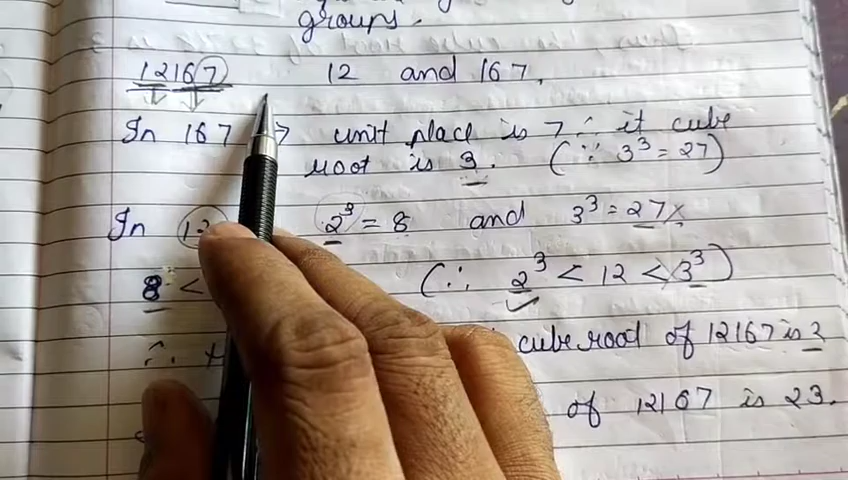 groups.
12167 12 and 167.
In 167 → unit place is 7 ∴ it cube
root is 3. (∵ 3³ = 27)
In 12 2³ = 8 and 3³ = 27 ×
8 < (∵ 2³ < 12 < 3³)
∴ cube root of 12167 is 2
of 12167 is 23.